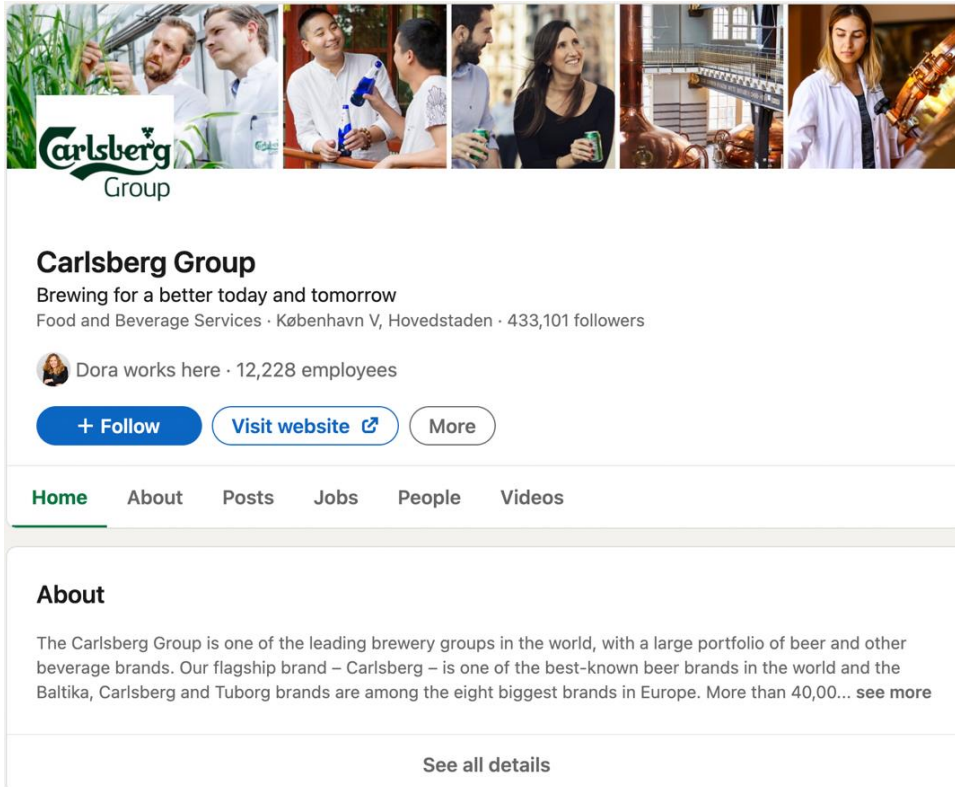 Carlsberg
Group
Carlsberg Group
Brewing for a better today and tomorrow
Food and Beverage Services · København V, Hovedstaden · 433,101 followers
Dora works here · 12,228 employees
+ Follow
Visit website
More
Home
About
Posts
Jobs
People
Videos
About
The Carlsberg Group is one of the leading brewery groups in the world, with a large portfolio of beer and other
beverage brands. Our flagship brand – Carlsberg – is one of the best-known beer brands in the world and the
Baltika, Carlsberg and Tuborg brands are among the eight biggest brands in Europe. More than 40,00... see more
See all details